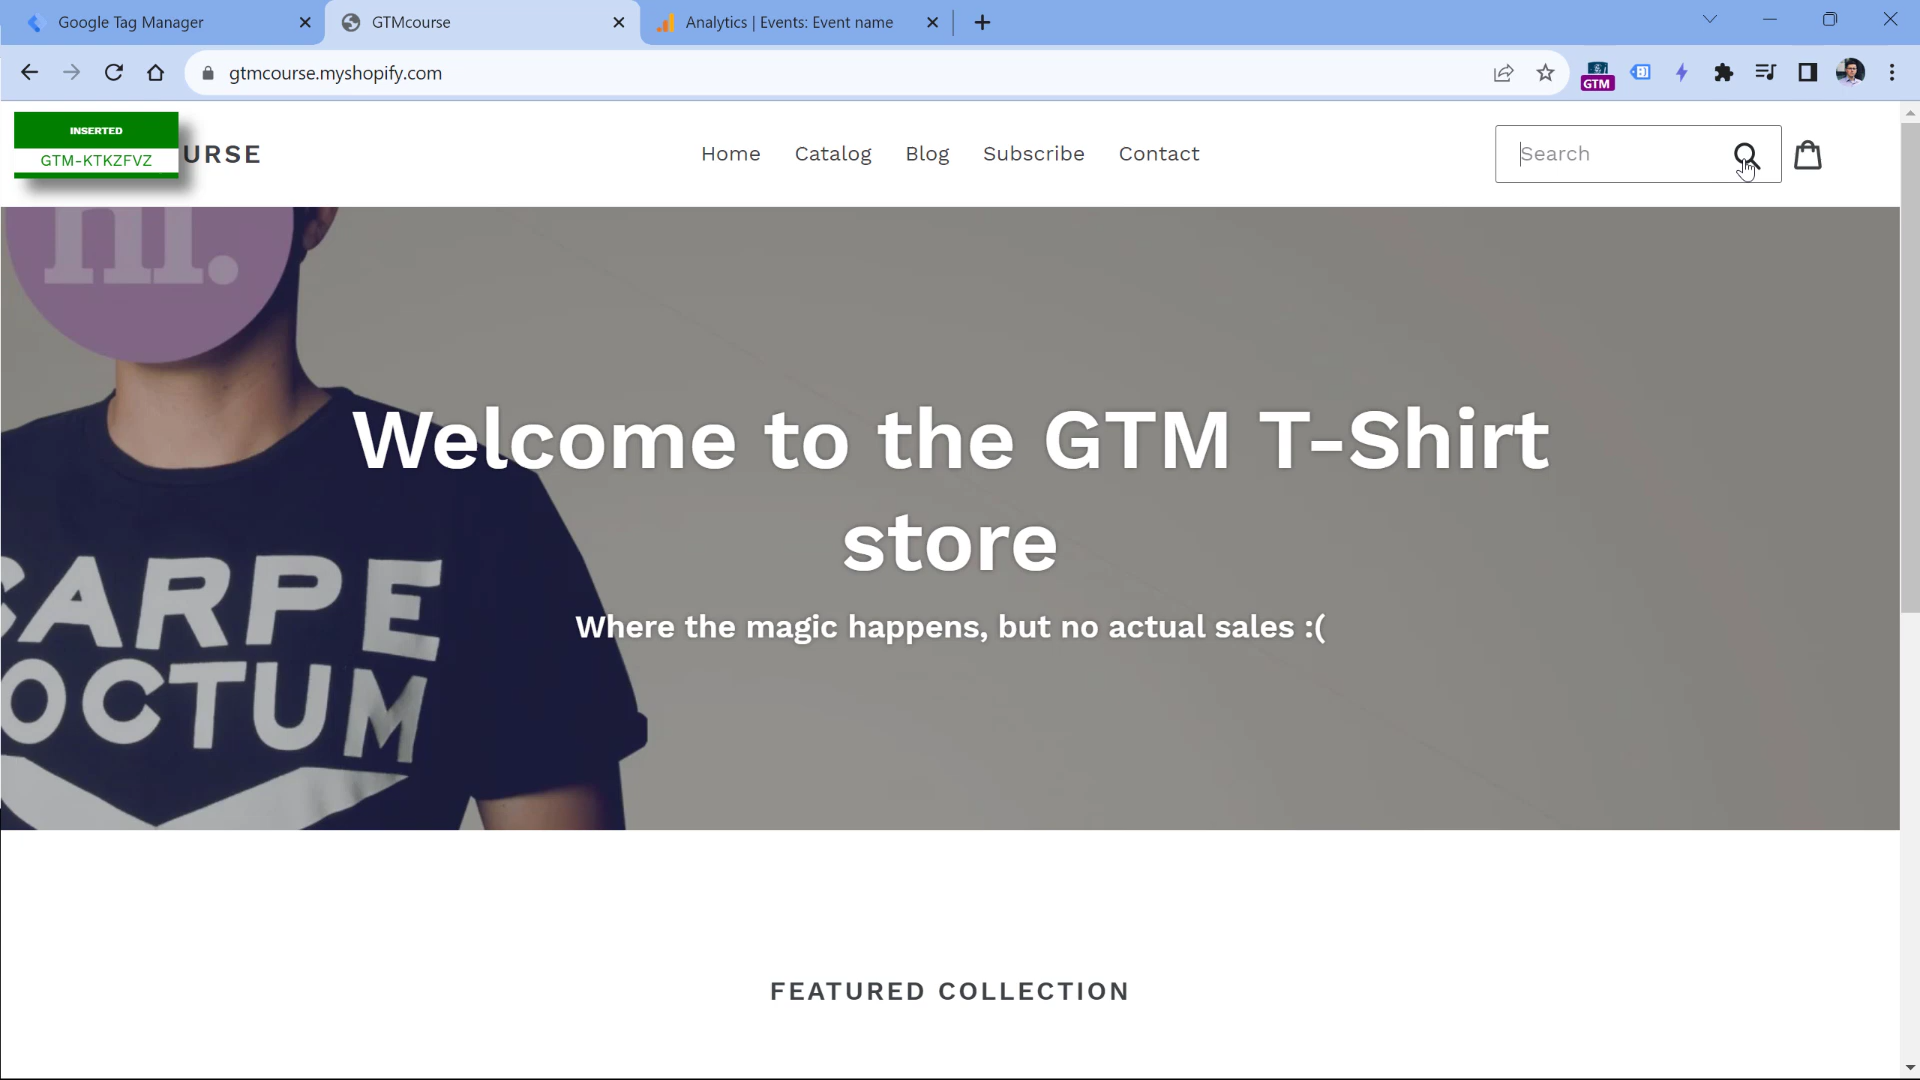 Google Tag Manager
GTMcourse
Analytics | Events: Event name
gtmcourse.myshopify.com
GTM
INSERTED
GTM-KTKZFVZ
URSE
Home
Catalog
Blog
Subscribe
Contact
Search
hi.
Welcome to the GTM T-Shirt
store
Where the magic happens, but no actual sales :(
CARPE
OCTUM
FEATURED COLLECTION